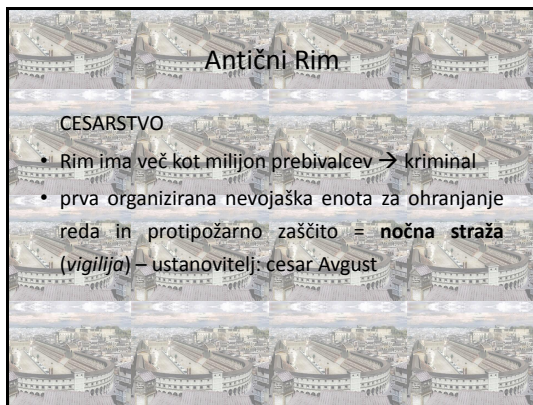 Antični Rim
CESARSTVO
• Rim ima več kot milijon prebivalcev → kriminal
• prva organizirana nevojaška enota za ohranjanje
reda in protipožarno zaščito = nočna straža
(vigilija) – ustanovitelj: cesar Avgust